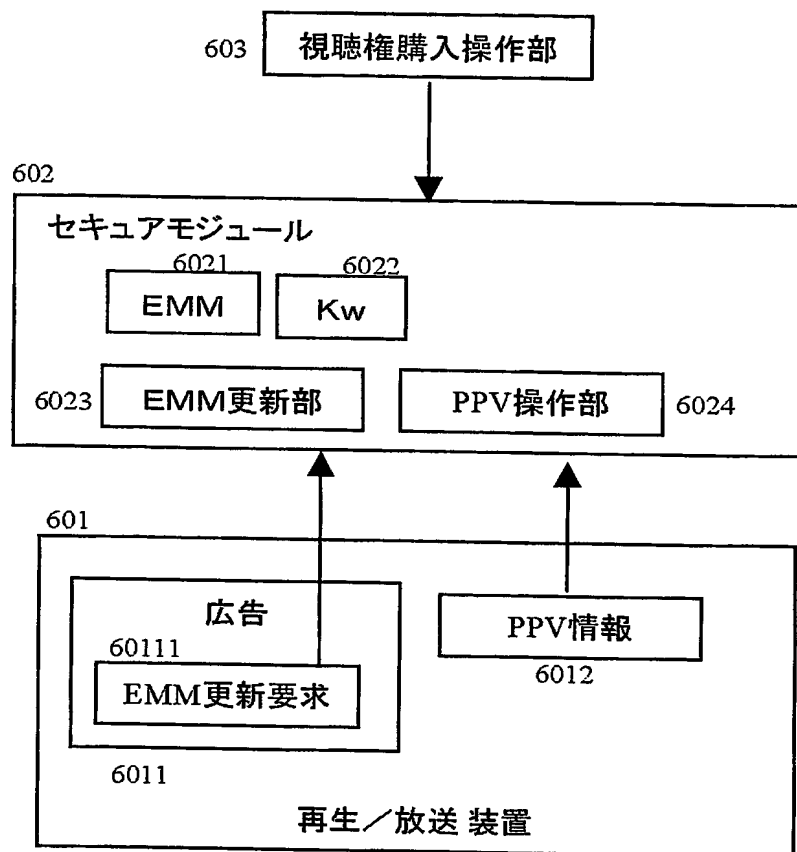 603 視聴権購入操作部
602
セキュアモジュール
6021 6022
EMM Kw
6023 EMM更新部 PPV操作部 6024
601
広告 PPV情報
60111 6012
EMM更新要求
6011
再生／放送 装置